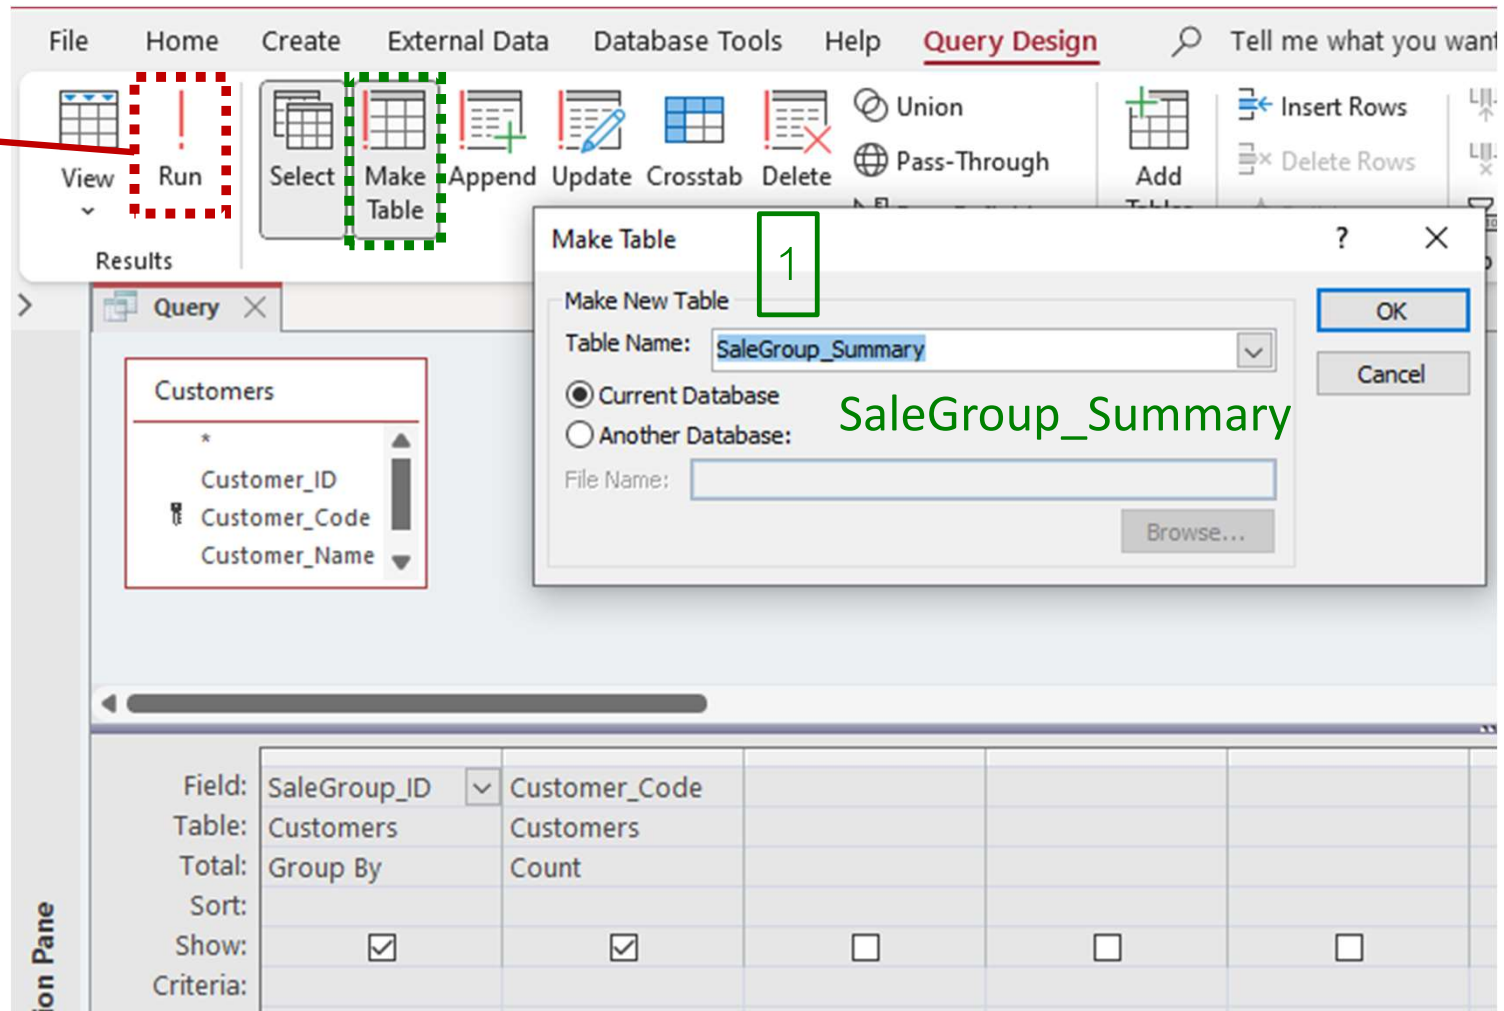 File Home Create External Data Database Tools Help Query Design Tell me what you want
View Run Select Make Table Append Update Crosstab Delete
Union
Pass-Through
Add
Insert Rows
Delete Rows
Results
Query
Make Table
1
Make New Table
Table Name: SaleGroup_Summary
Current Database
SaleGroup_Summary
Another Database:
File Name:
Browse...
OK
Cancel
Customers
*
Customer_ID
Customer_Code
Customer_Name
Field: SaleGroup_ID Customer_Code
Table: Customers Customers
Total: Group By Count
Sort:
Show:
Criteria:
Pane